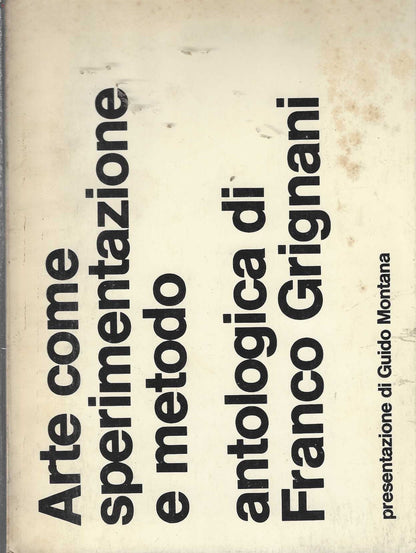 Arte come
sperimentazione
e metodo
antologica di
Franco Grignani
presentazione di Guido Montana